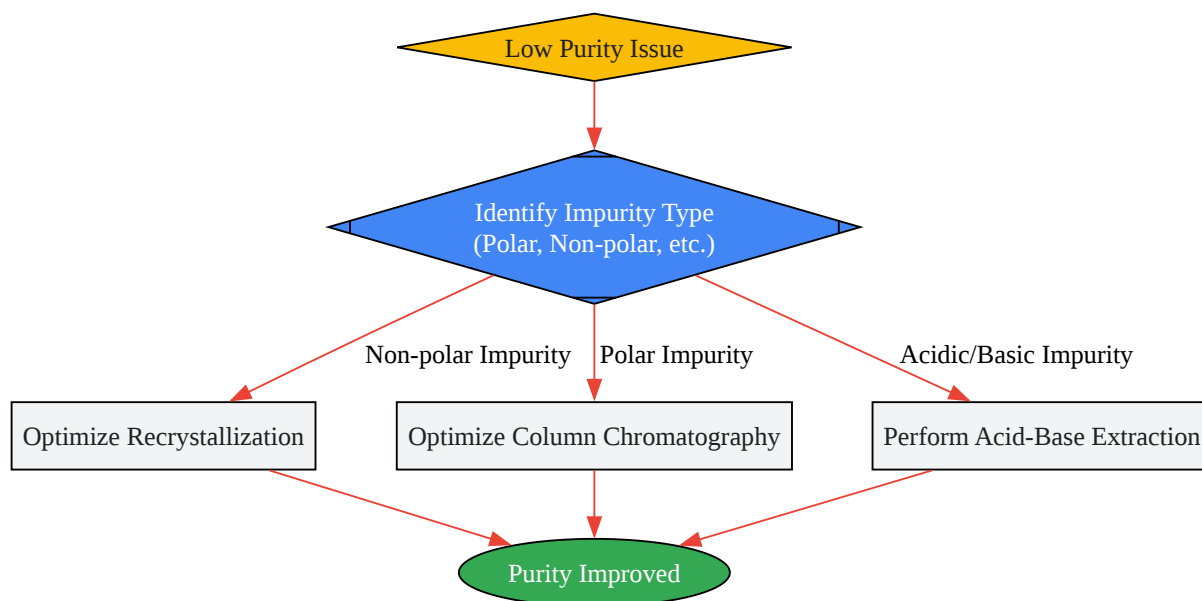 Low Purity Issue
Identify Impurity Type
(Polar, Non-polar, etc.)
Non-polar Impurity
Polar Impurity
Acidic/Basic Impurity
Optimize Recrystallization
Optimize Column Chromatography
Perform Acid-Base Extraction
Purity Improved